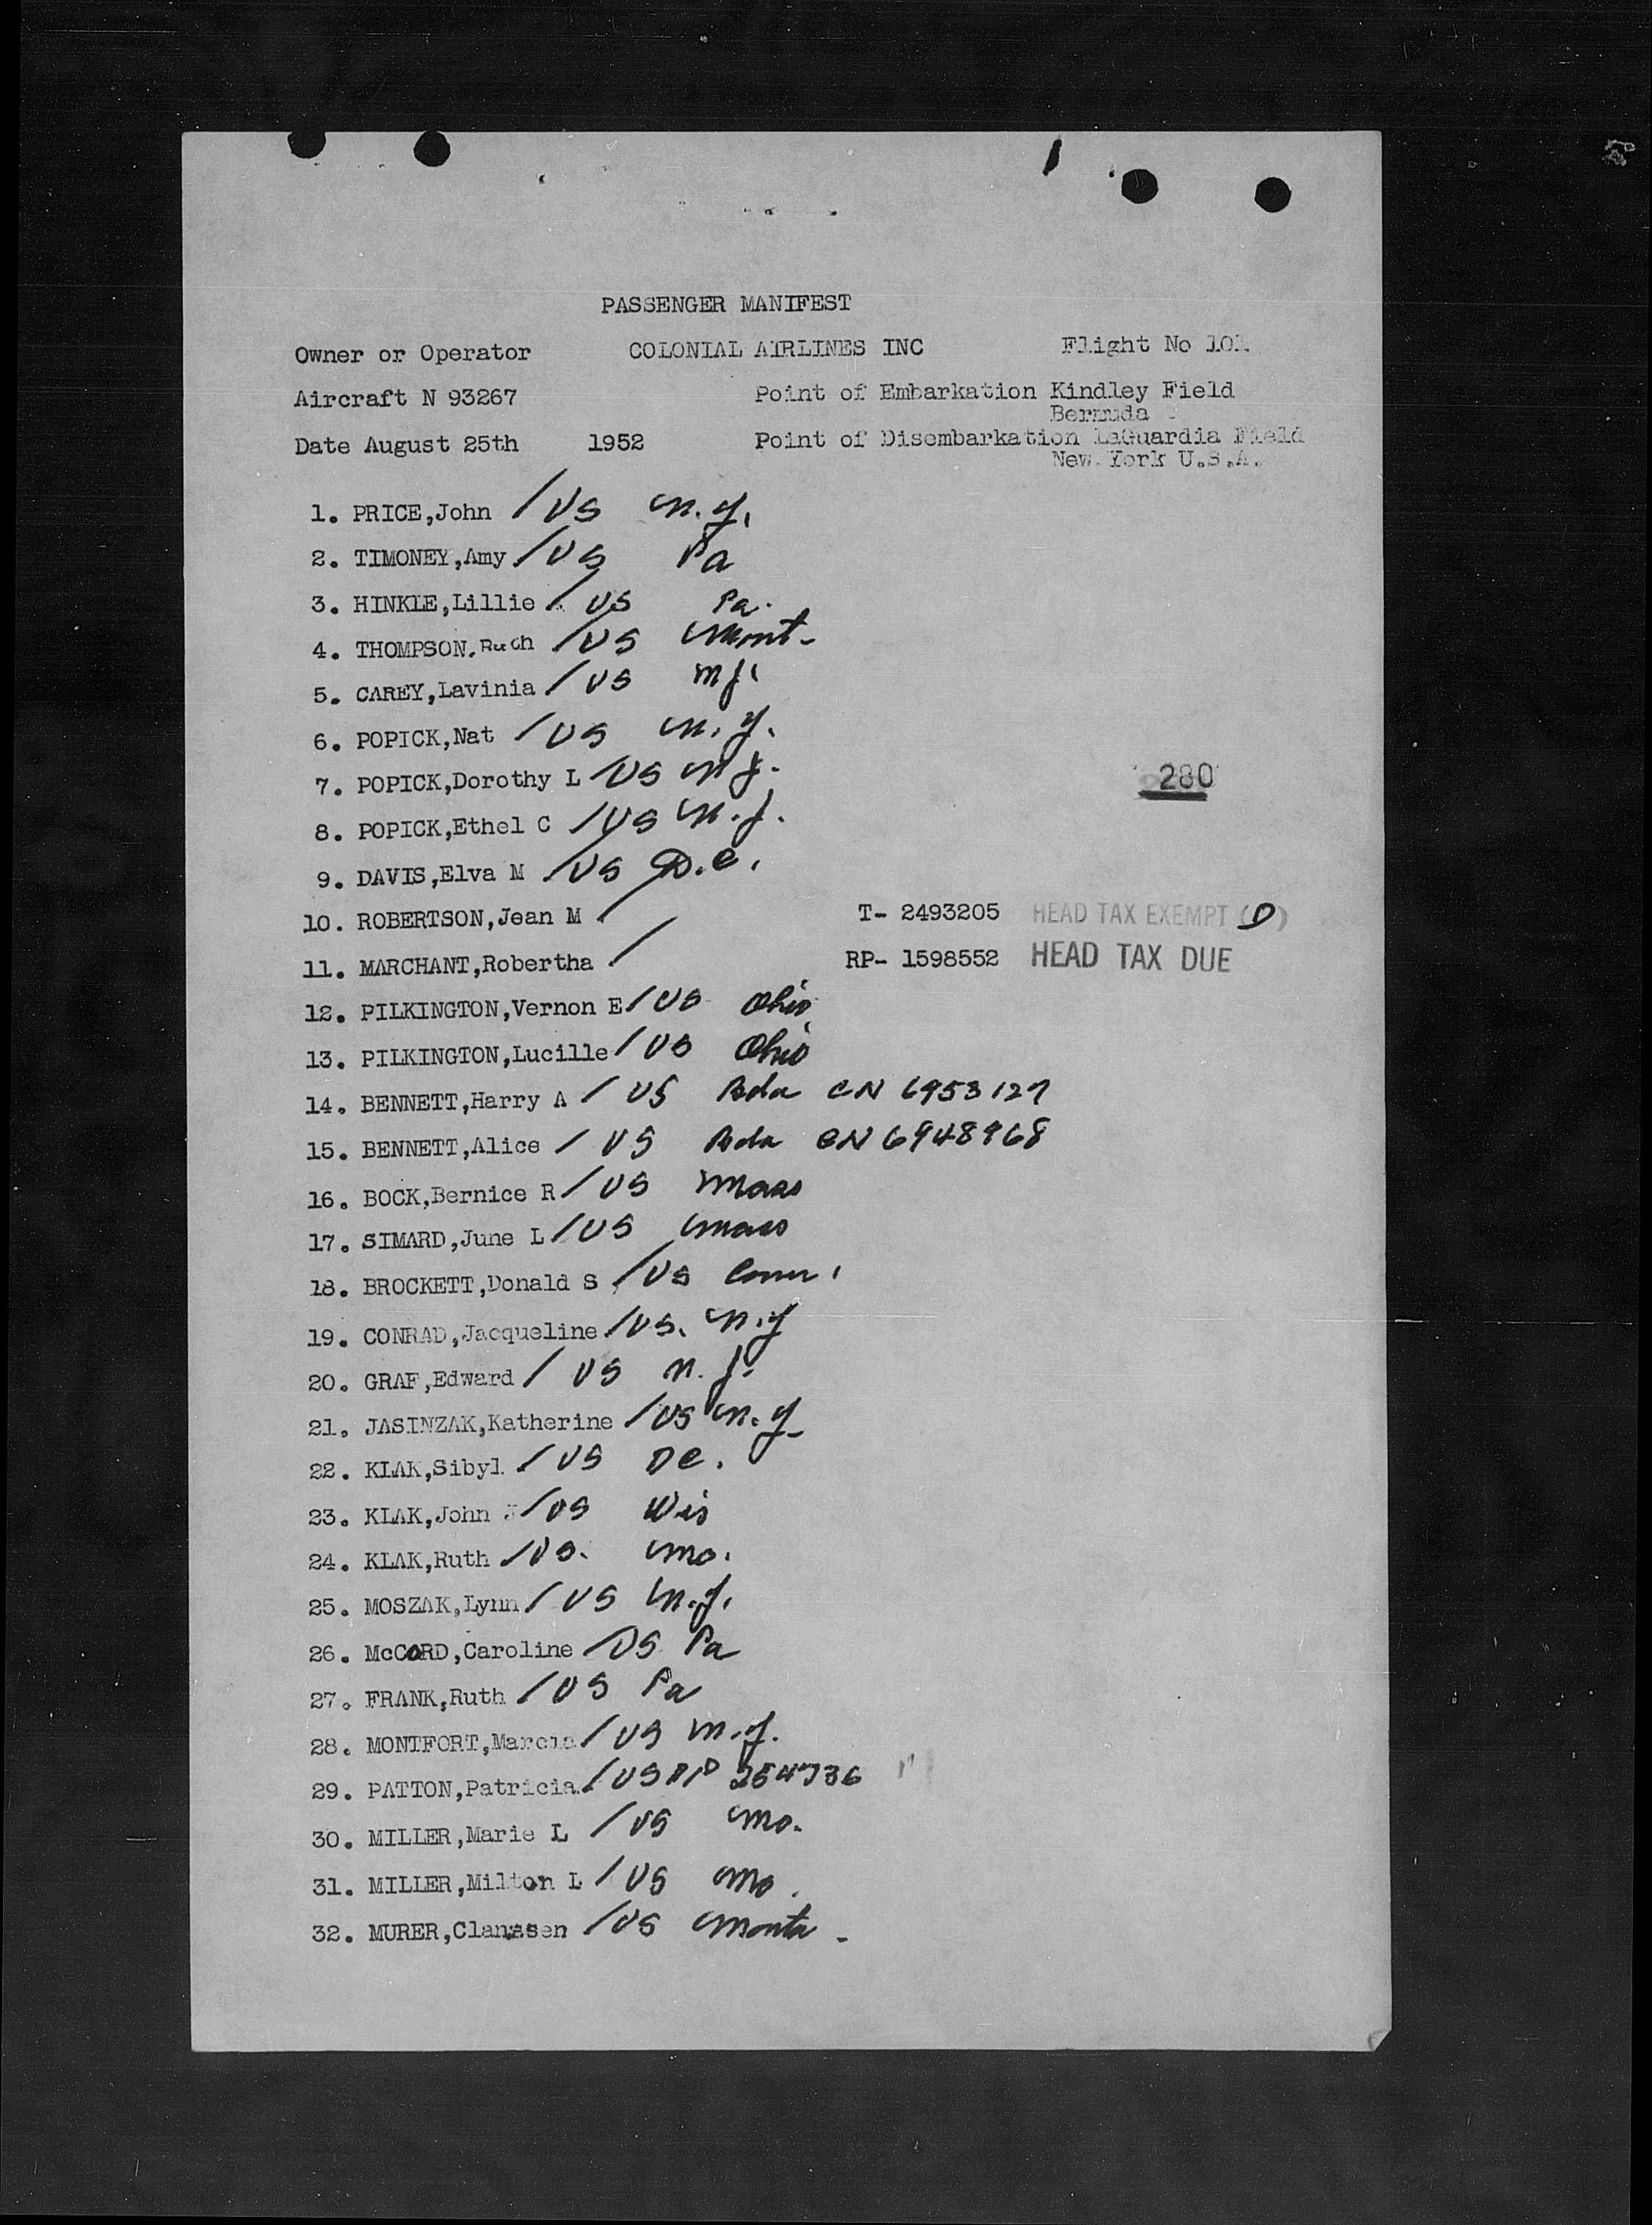 PASSENGER MANIFEST
Owner or Operator COLONIAL AIRLINES INC Flight No 101
Aircraft N 93267 Point of Embarkation Kindley Field
Bermuda
Date August 25th 1952 Point of Disembarkation LaGuardia Field
New York U.S.A.
1. PRICE,John / US N.Y.
2. TIMONEY,Amy / US Pa
3. HINKLE,Lillie / US Pa.
4. THOMPSON,Ruth / US Mont-
5. CAREY,Lavinia / US NJ.
6. POPICK,Nat / US N.Y.
7. POPICK,Dorothy L / US NJ.
280
8. POPICK,Ethel C / US N.J.
9. DAVIS,Elva M / US D.C.
10. ROBERTSON,Jean M / T- 2493205 HEAD TAX EXEMPT (D)
11. MARCHANT,Robertha / RP- 1598552 HEAD TAX DUE
12. PILKINGTON,Vernon E / US Ohio
13. PILKINGTON,Lucille / US Ohio
14. BENNETT,Harry A / US Bda CN 6953127
15. BENNETT,Alice / US Bda CN 6948968
16. BOCK,Bernice R / US Mass
17. SIMARD,June L / US Mass
18. BROCKETT,Donald S / US Conn.
19. CONRAD,Jacqueline / US. N.Y
20. GRAF,Edward / US N.J.
21. JASINZAK,Katherine / US N.Y-
22. KLAK,Sibyl / US DC.
23. KLAK,John J / US Wis
24. KLAK,Ruth / US. Mo.
25. MOSZAK,Lynn / US N.J.
26. McCORD,Caroline / US Pa
27. FRANK,Ruth / US Pa
28. MONTFORT,Marcia / US N.Y.
29. PATTON,Patricia / US PP 254736
30. MILLER,Marie L / US Mo.
31. MILLER,Milton L / US Mo.
32. MURER,Clanssen / US Monta -